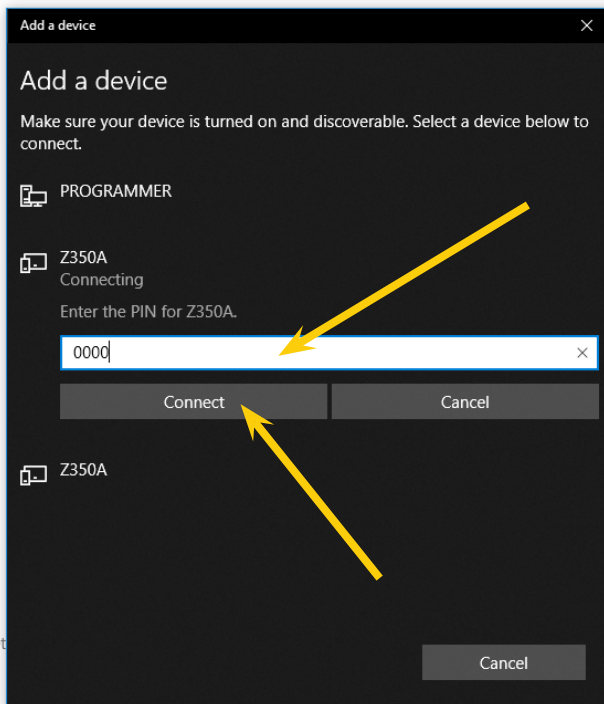 Add a device
Add a device
Make sure your device is turned on and discoverable. Select a device below to
connect.
PROGRAMMER
Z350A
Connecting
Enter the PIN for Z350A.
0000
Connect
Cancel
Z350A
t
Cancel